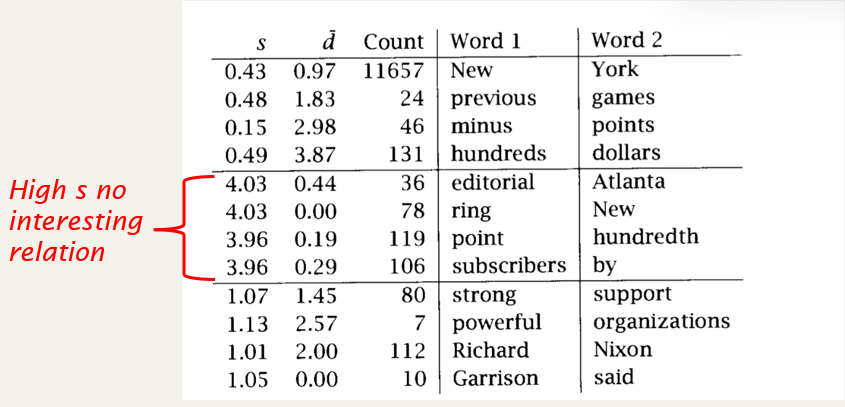 s d̄ Count Word 1 Word 2
0.43 0.97 11657 New York
0.48 1.83 24 previous games
0.15 2.98 46 minus points
0.49 3.87 131 hundreds dollars
4.03 0.44 36 editorial Atlanta
4.03 0.00 78 ring New
3.96 0.19 119 point hundredth
3.96 0.29 106 subscribers by
1.07 1.45 80 strong support
1.13 2.57 7 powerful organizations
1.01 2.00 112 Richard Nixon
1.05 0.00 10 Garrison said
High s no
interesting
relation